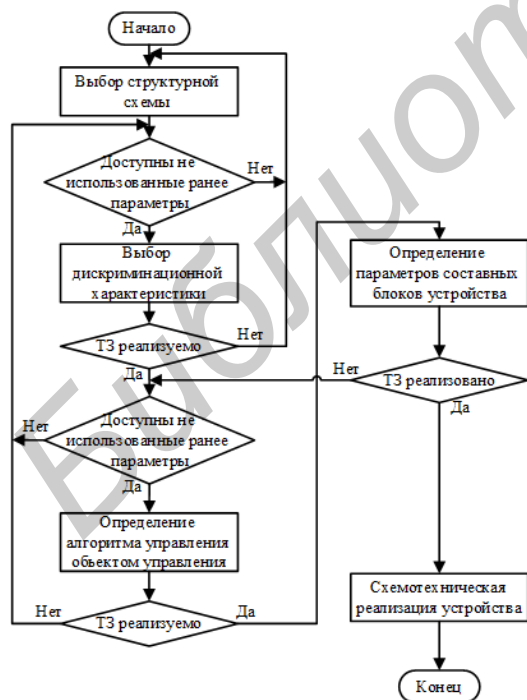 Начало
Выбор структурной
схемы
Доступны не
использованные ранее
параметры
Нет
Да
Выбор
дискриминационной
характеристики
ТЗ реализуемо
Нет
Да
Доступны не
использованные ранее
параметры
Нет
Да
Определение
алгоритма управления
объектом управления
ТЗ реализуемо
Нет
Да
Определение
параметров составных
блоков устройства
ТЗ реализовано
Нет
Да
Схемотехническая
реализация устройства
Конец
Библиот